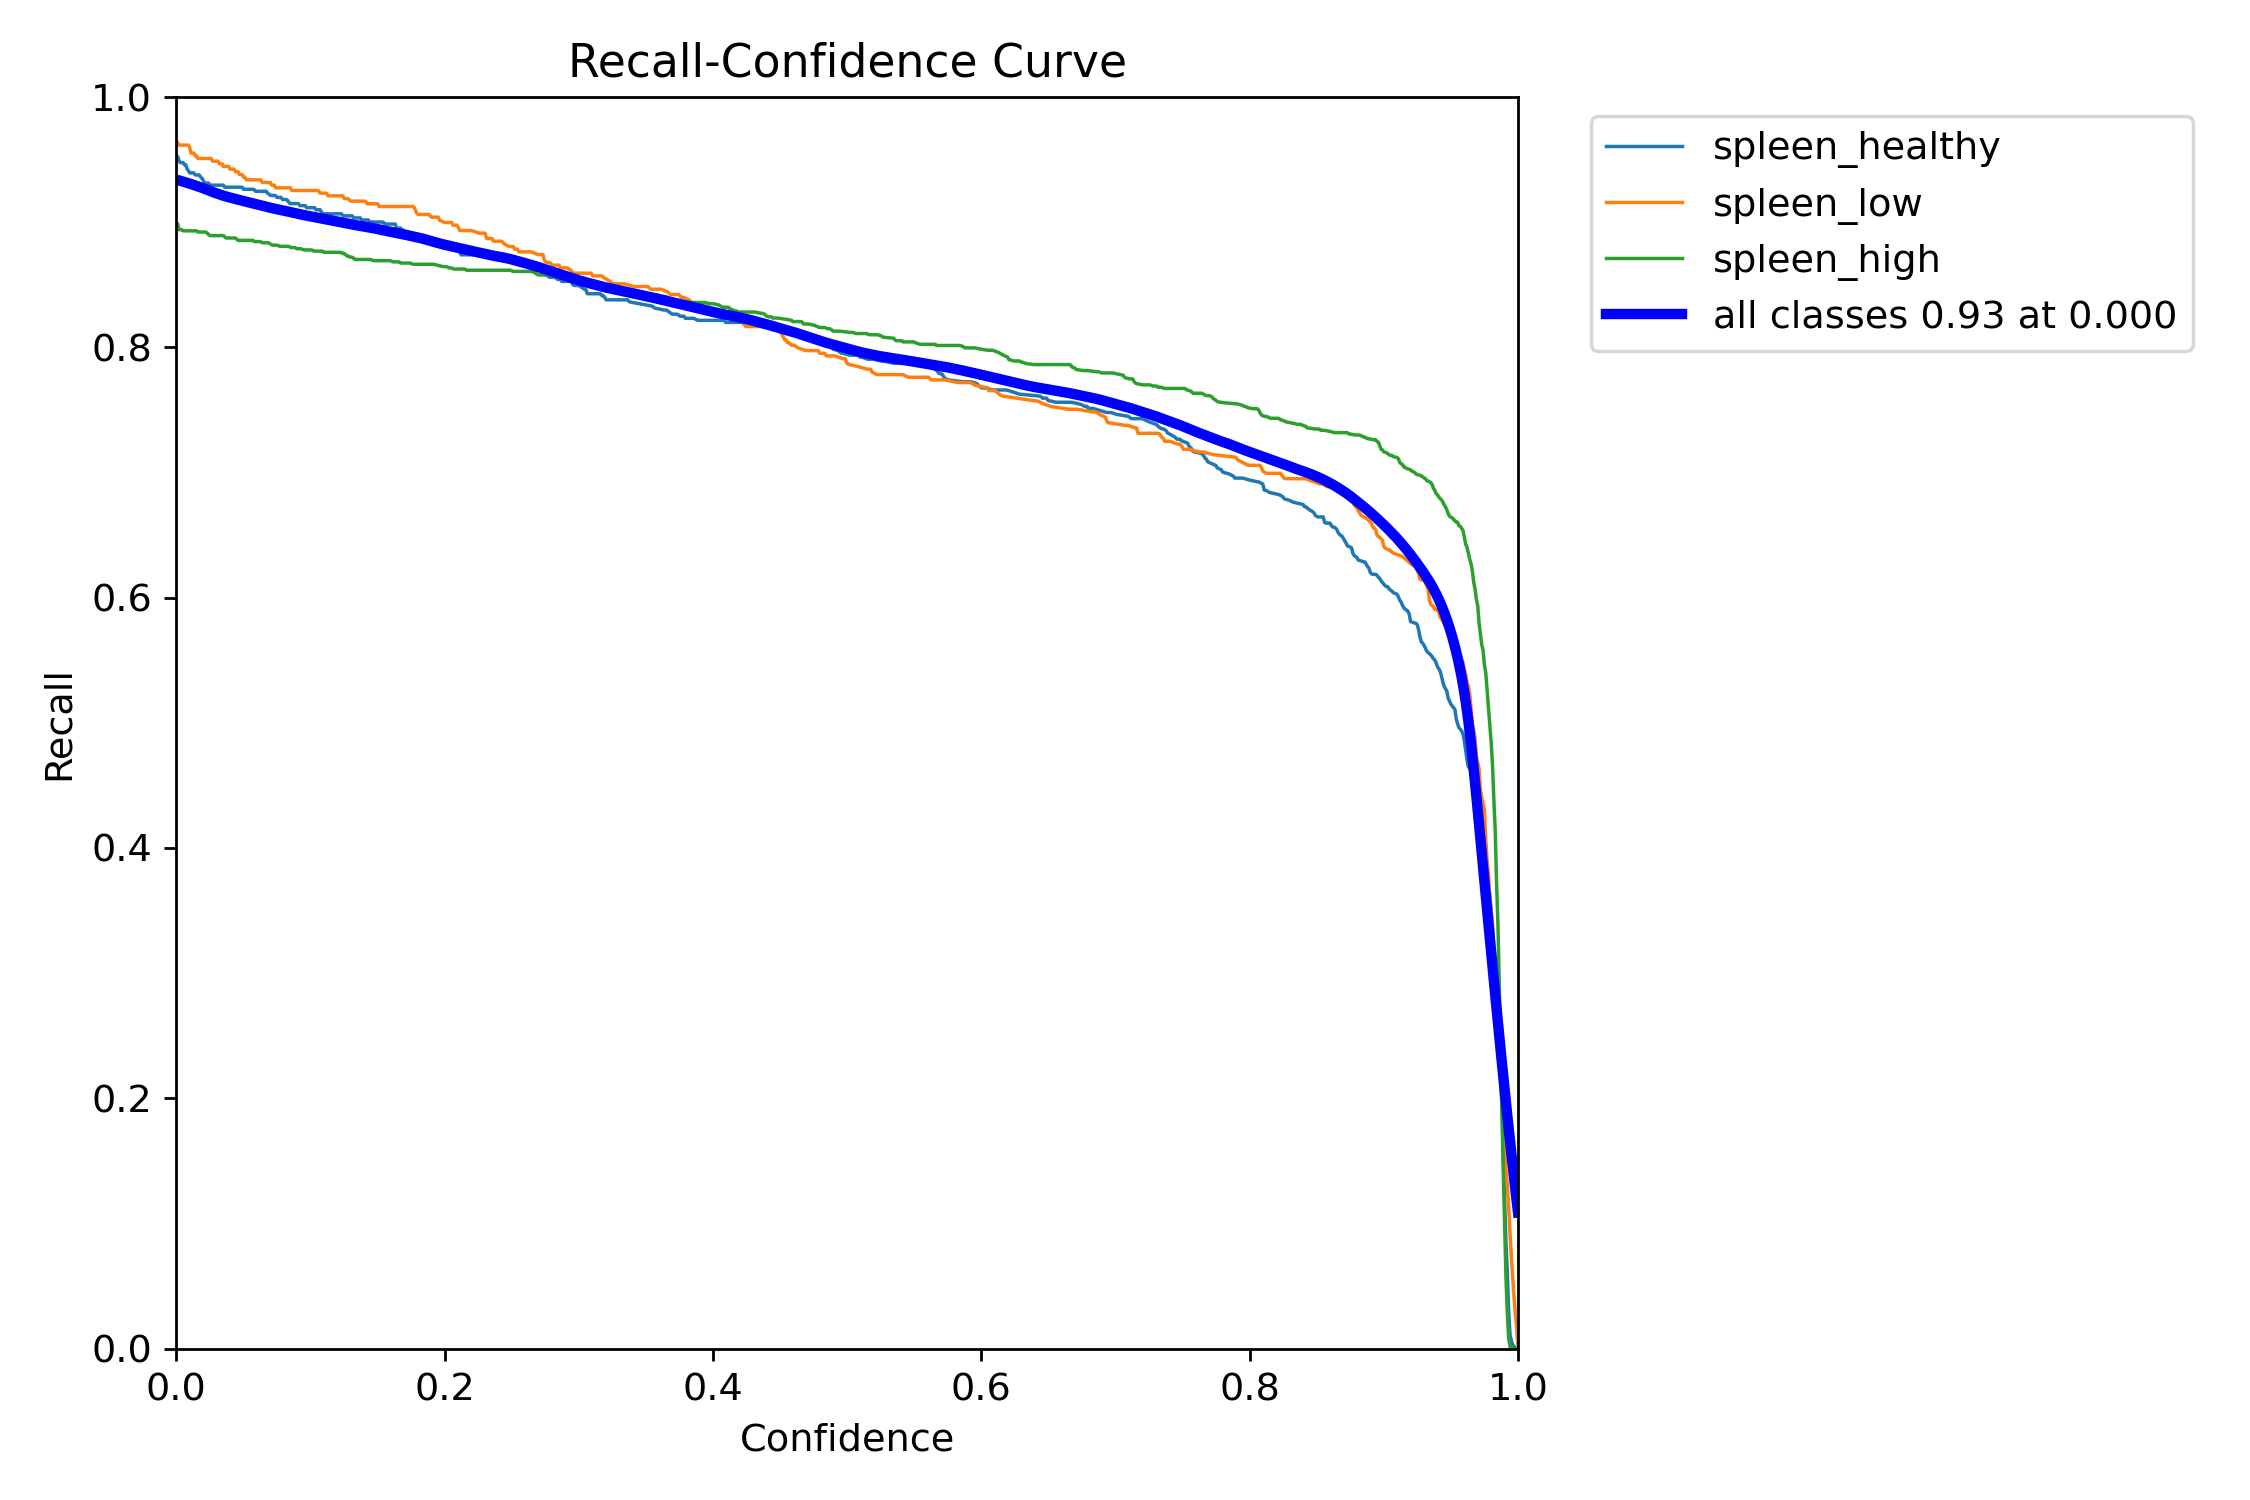 Recall-Confidence Curve
1.0
0.8
0.6
0.4
0.2
0.0
Recall
0.0 0.2 0.4 0.6 0.8 1.0
Confidence
spleen_healthy
spleen_low
spleen_high
all classes 0.93 at 0.000